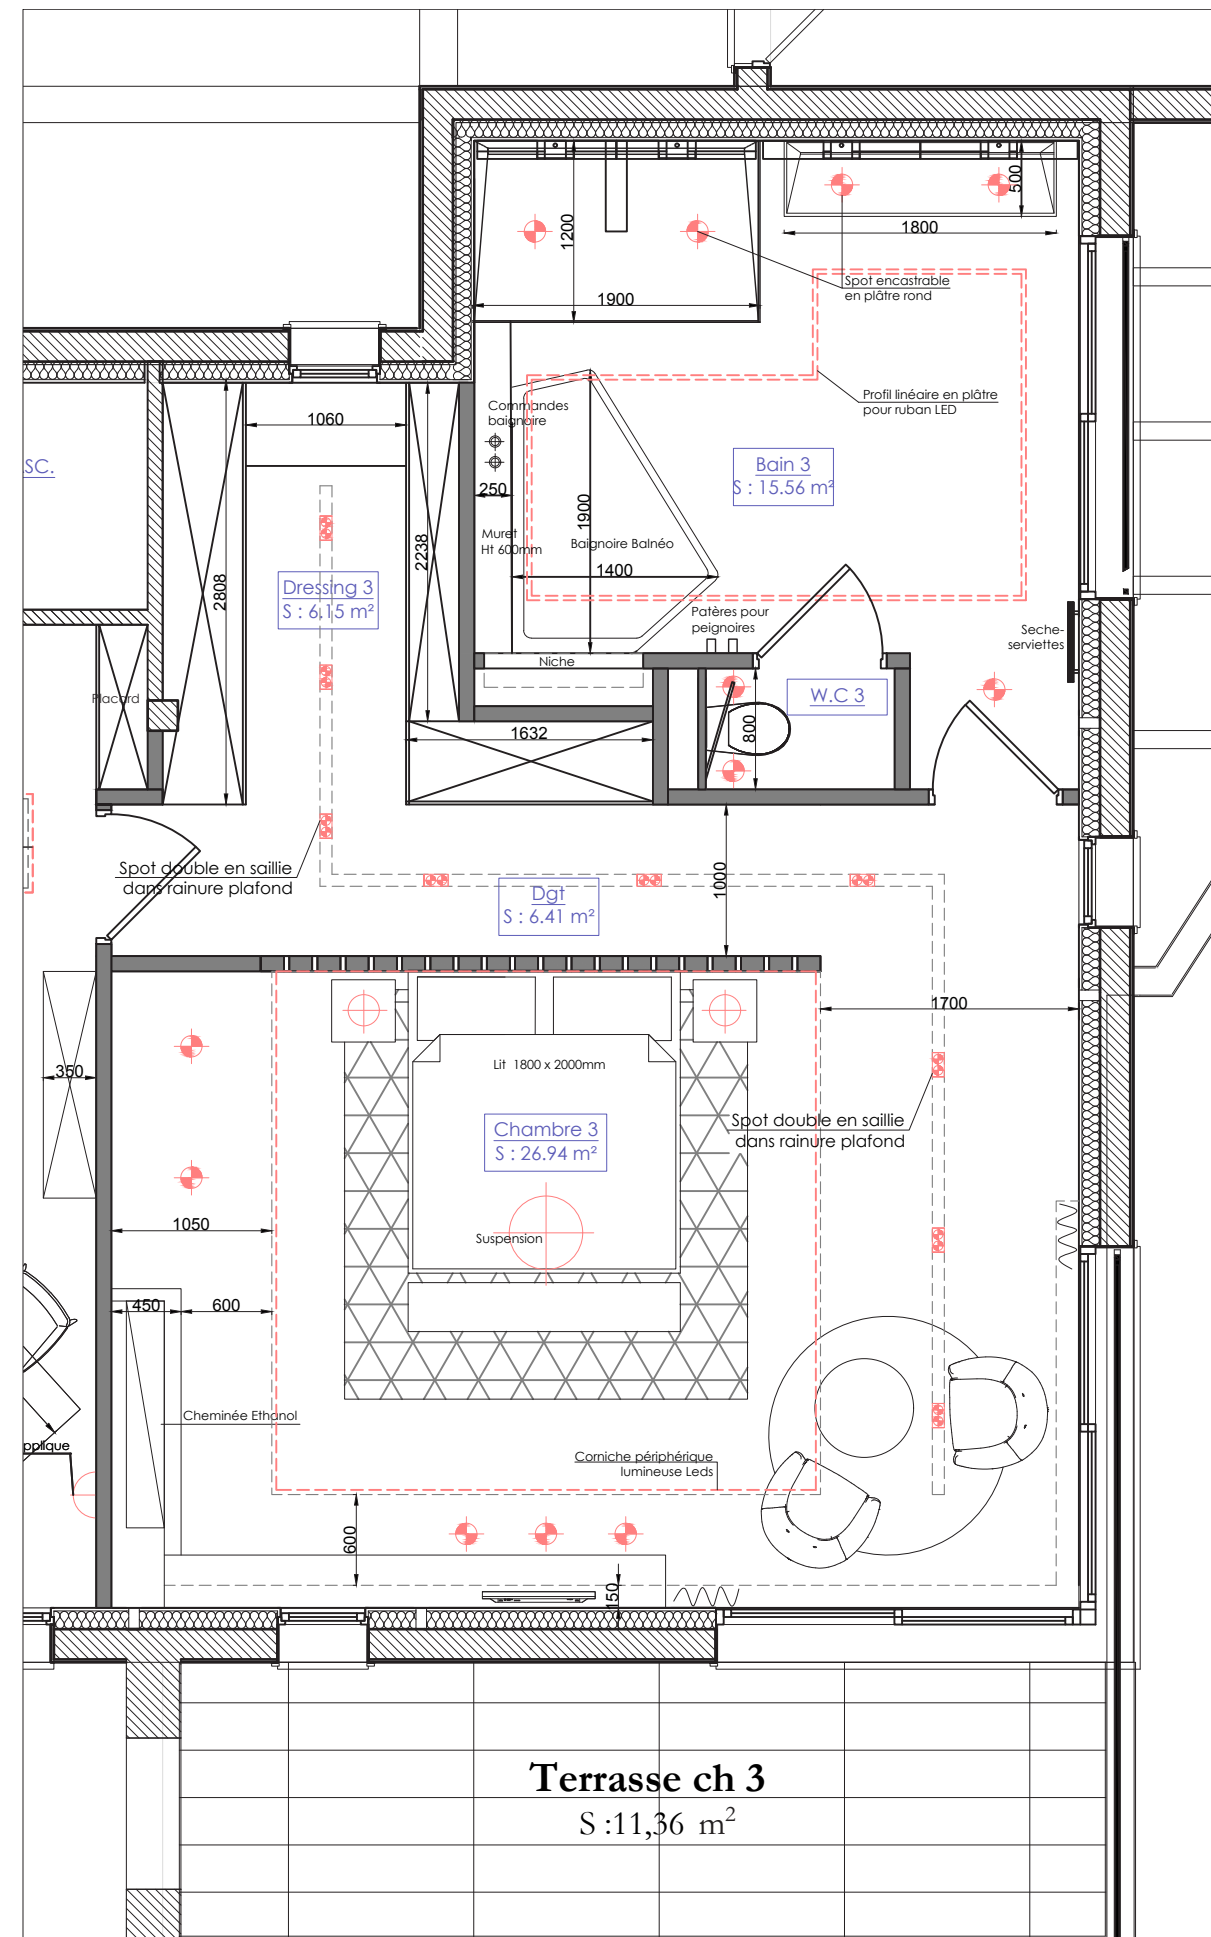 500
1800
1200
Spot encastrable
en plâtre rond
1900
Profil linéaire en plâtre
pour ruban LED
Commandes
baignoire
1060
SC.
Bain 3
S : 15.56 m²
250
1900
Muret
Ht 600mm
Baignoire Balnéo
1400
2238
2808
Dressing 3
S : 6.15 m²
Patères pour
peignoires
Seche-
serviettes
Niche
Placard
W.C 3
800
1632
Spot double en saillie
dans rainure plafond
1000
Dgt
S : 6.41 m²
1700
350
Lit 1800 x 2000mm
Chambre 3
S : 26.94 m²
Spot double en saillie
dans rainure plafond
1050
Suspension
450
600
Cheminée Ethanol
pplique
Corniche périphérique
lumineuse Leds
600
150
Terrasse ch 3
S :11,36 m²